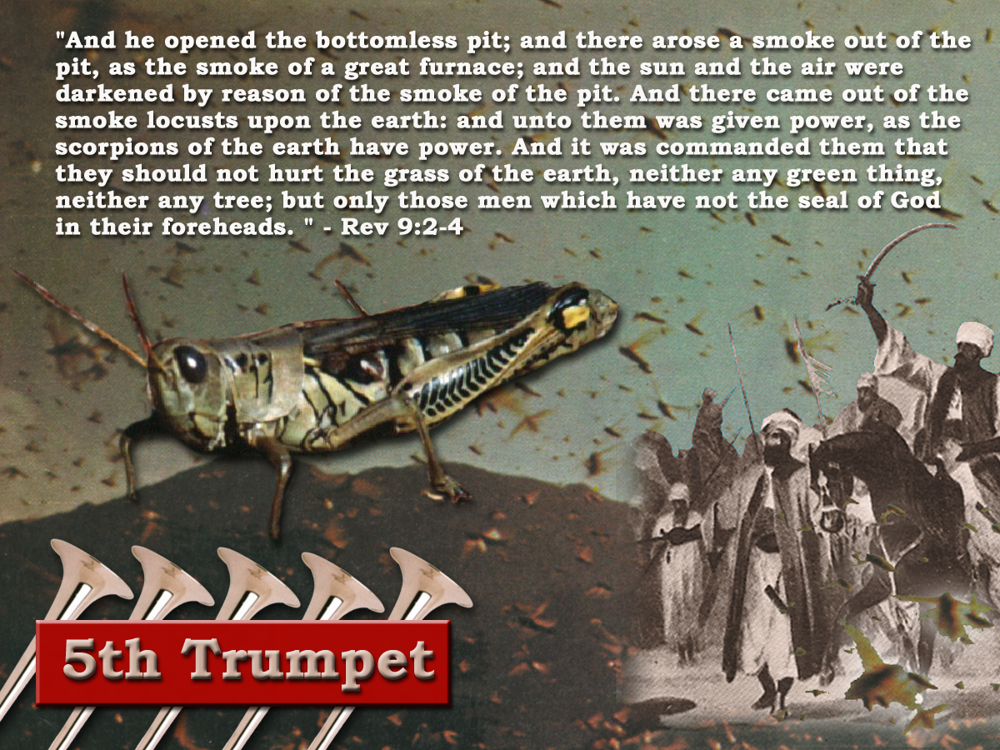 "And he opened the bottomless pit; and there arose a smoke out of the
pit, as the smoke of a great furnace; and the sun and the air were
darkened by reason of the smoke of the pit. And there came out of the
smoke locusts upon the earth: and unto them was given power, as the
scorpions of the earth have power. And it was commanded them that
they should not hurt the grass of the earth, neither any green thing,
neither any tree; but only those men which have not the seal of God
in their foreheads. " - Rev 9:2-4
5th Trumpet